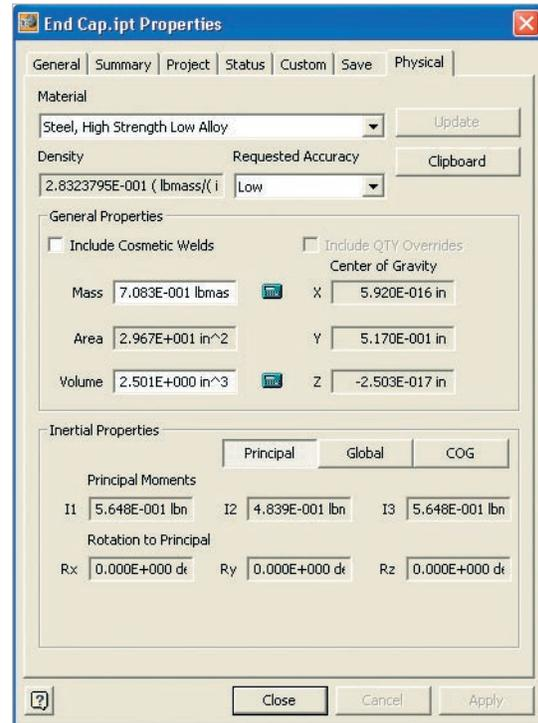 End Cap.ipt Properties
General Summary Project Status Custom Save Physical
Material
Steel, High Strength Low Alloy
Update
Density
Requested Accuracy
Clipboard
2.8323795E-001 ( lbmass/( i
Low
General Properties
Include Cosmetic Welds
Include QTY Overrides
Center of Gravity
Mass 7.083E-001 lbmas X 5.920E-016 in
Area 2.967E+001 in^2 Y 5.170E-001 in
Volume 2.501E+000 in^3 Z -2.503E-017 in
Inertial Properties
Principal Global COG
Principal Moments
I1 5.648E-001 lbn I2 4.839E-001 lbn I3 5.648E-001 lbn
Rotation to Principal
Rx 0.000E+000 de Ry 0.000E+000 de Rz 0.000E+000 de
? Close Cancel Apply